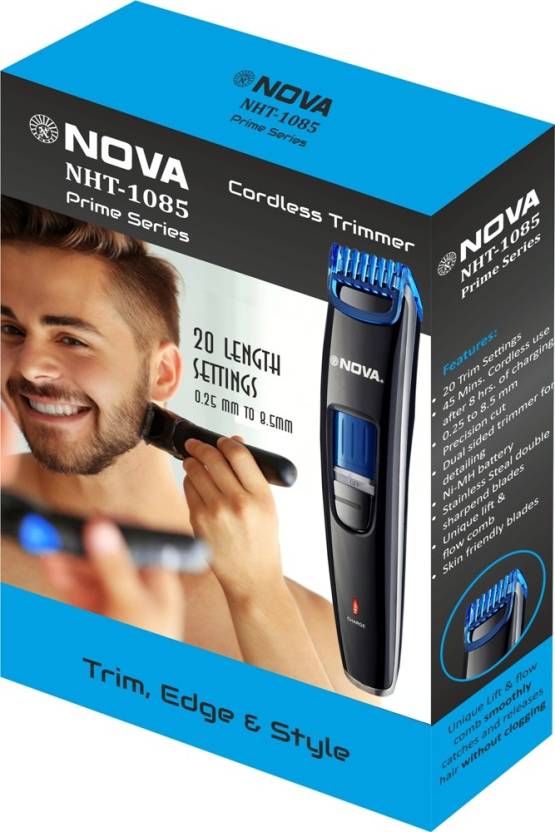 NOVA
NHT-1085
Prime Series
NOVA
NHT-1085
Prime Series
Cordless Trimmer
20 LENGTH
SETTINGS
0.25 MM TO 8.5MM
NOVA.
CHARGE
Trim, Edge & Style
NOVA
NHT-1085
Prime Series
Features:
• 20 Trim Settings
• 45 Mins. Cordless use
after 8 hrs. of charging
• 0.25 to 8.5 mm
Precision cut
• Dual sided trimmer for
detailing
• Ni-MH battery
• Stainless Steal double
sharpend blades
• Unique lift &
flow comb
• Skin friendly blades
Unique Lift & flow
comb smoothly
catches and releases
hair without clogging